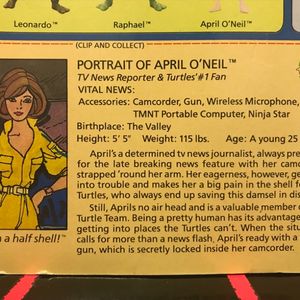 Leonardo™ Raphael™ April O'Neil™
(CLIP AND COLLECT)
PORTRAIT OF APRIL O'NEIL™
TV News Reporter & Turtles' #1 Fan
VITAL NEWS:
Accessories: Camcorder, Gun, Wireless Microphone,
TMNT Portable Computer, Ninja Star
Birthplace: The Valley
Height: 5' 5" Weight: 115 lbs. Age: A young 25
April's a determined tv news journalist, always pre
for the late breaking news feature with her camc
strapped 'round her arm. Her eagerness, however, ge
into trouble and makes her a big pain in the shell fo
Turtles, who always end up saving this damsel in dis
Still, Aprils no air head and is a valuable member o
Turtle Team. Being a pretty human has its advantage
getting into places the Turtles can't. When the situ
calls for more than a news flash, April's ready with a
gun, which is secretly locked inside her camcorder.
n a half shell!™